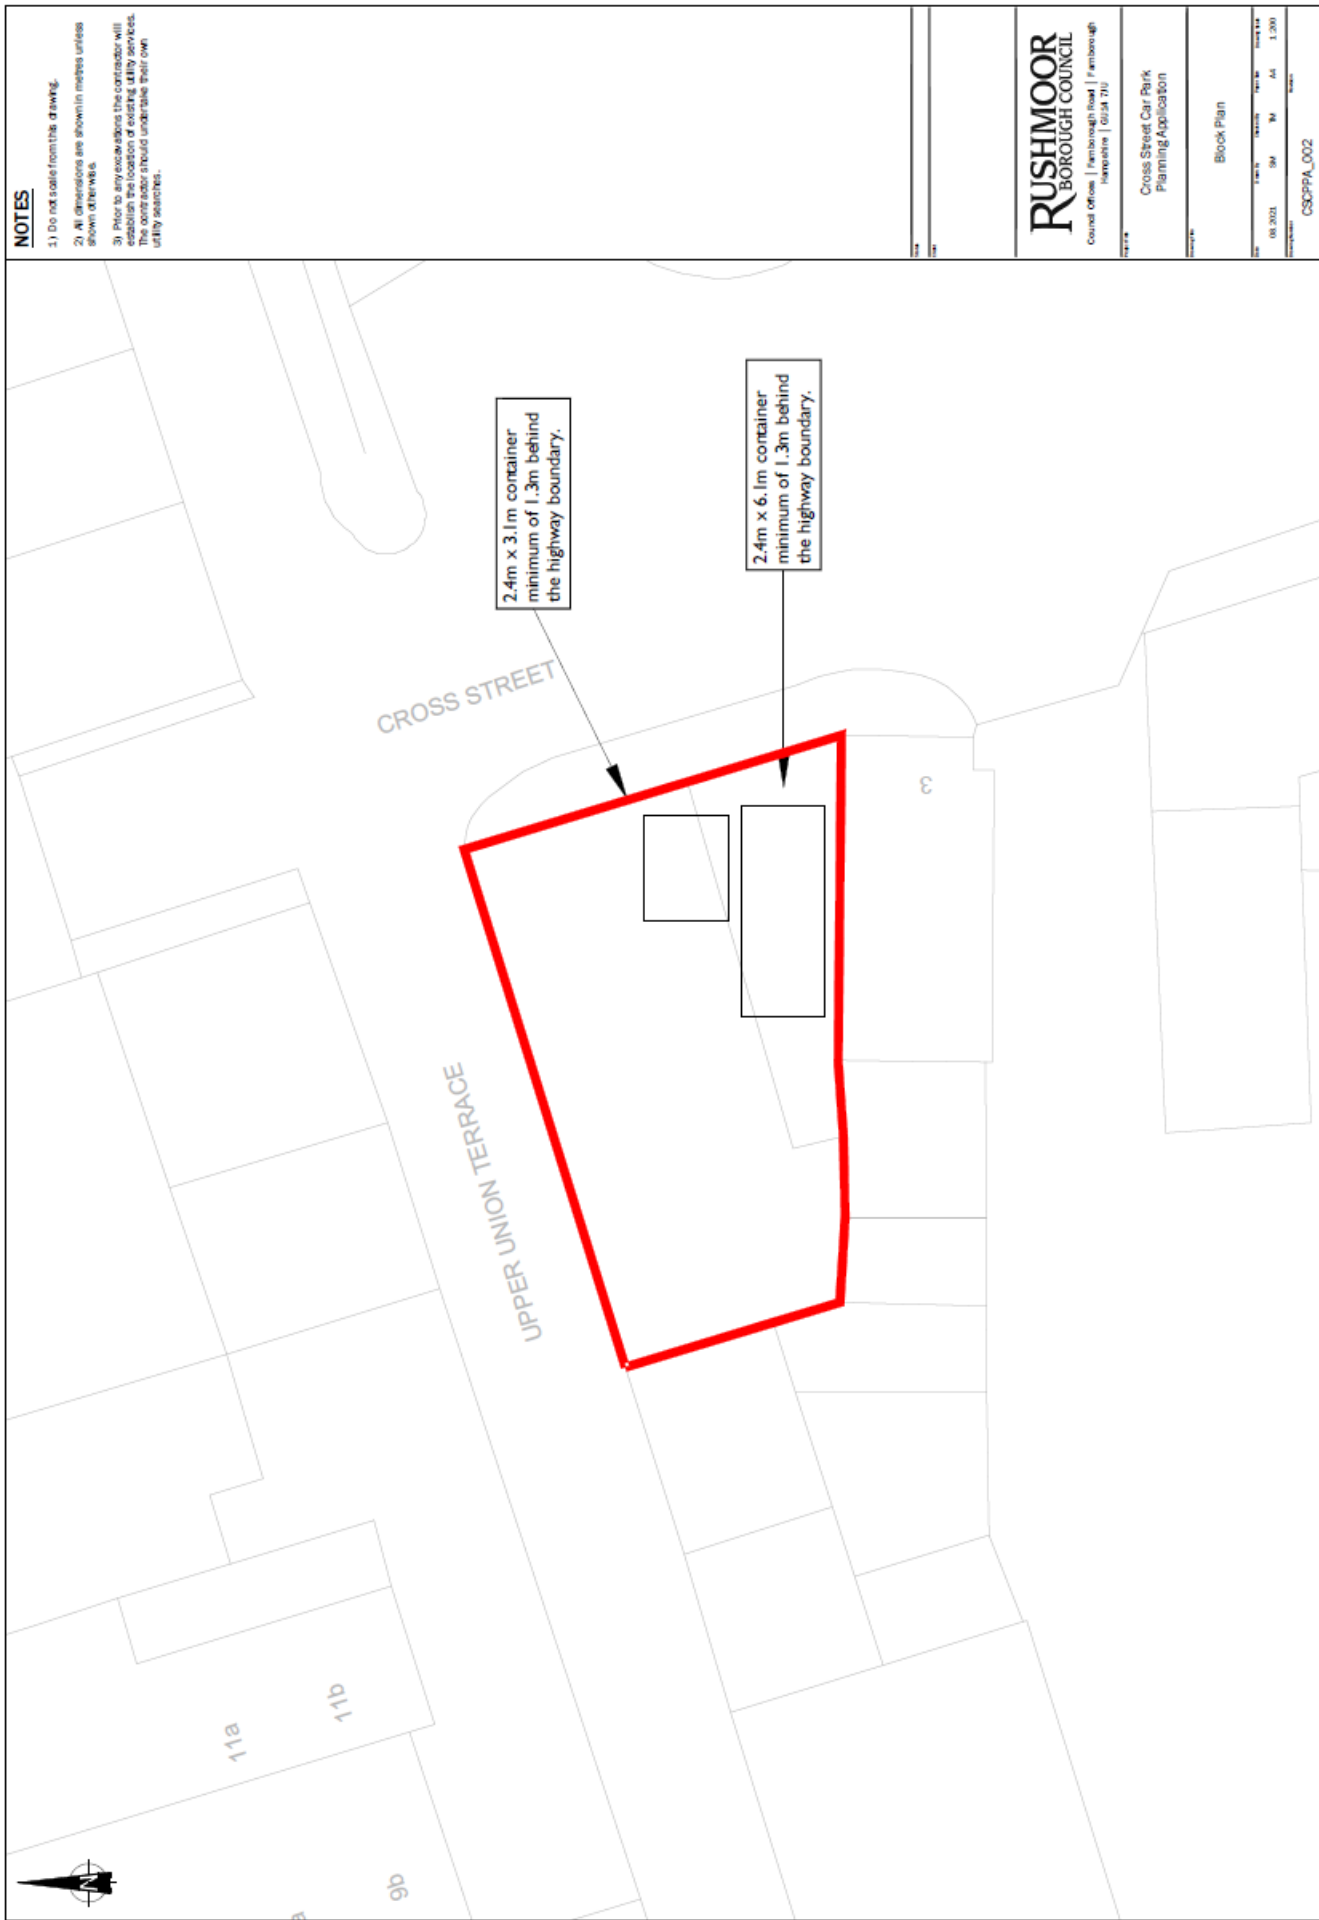 NOTES
1) Do not scale from this drawing.
2) All dimensions are shown in metres unless
shown otherwise.
3) Prior to any excavations the contractor will
establish the location of existing utility services.
The contractor should undertake their own
utility searches.
2.4m x 3.1m container
minimum of 1.3m behind
the highway boundary.
2.4m x 6.1m container
minimum of 1.3m behind
the highway boundary.
CROSS STREET
UPPER UNION TERRACE
3
11a
11b
9b
N
RUSHMOOR
BOROUGH COUNCIL
Council Offices | Farnborough Road | Farnborough
Hampshire | GU14 7JU
Cross Street Car Park
Planning Application
Block Plan
08.2021 SM IM A4 1:200
CSCPPA_002